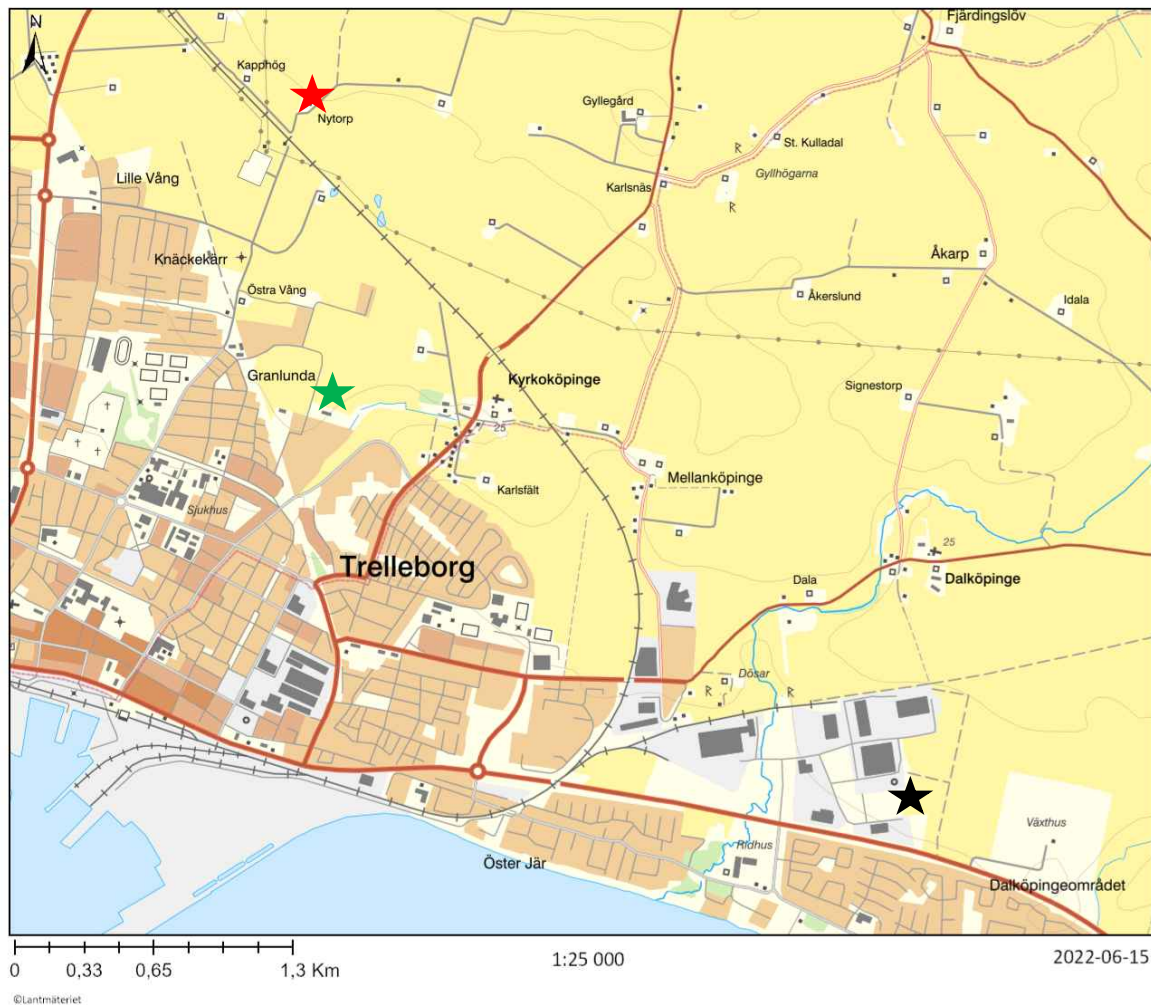 Fjärdingslöv
N
Kapphög
Nytorp
Gyllegård
St. Kulladal
R
Gyllhögarna
Lille Vång
Karlsnäs
R
Knäckekärr
Åkarp
Östra Vång
Åkerslund
Idala
Granlunda
Kyrkoköpinge
Signestorp
25
Karlsfält
Mellanköpinge
Sjukhus
25
Trelleborg
Dala
Dalköpinge
Dösar
R
R
Växthus
Ridhus
Öster Jär
Dalköpingeområdet
0 0,33 0,65 1,3 Km
1:25 000
2022-06-15
©Lantmäteriet